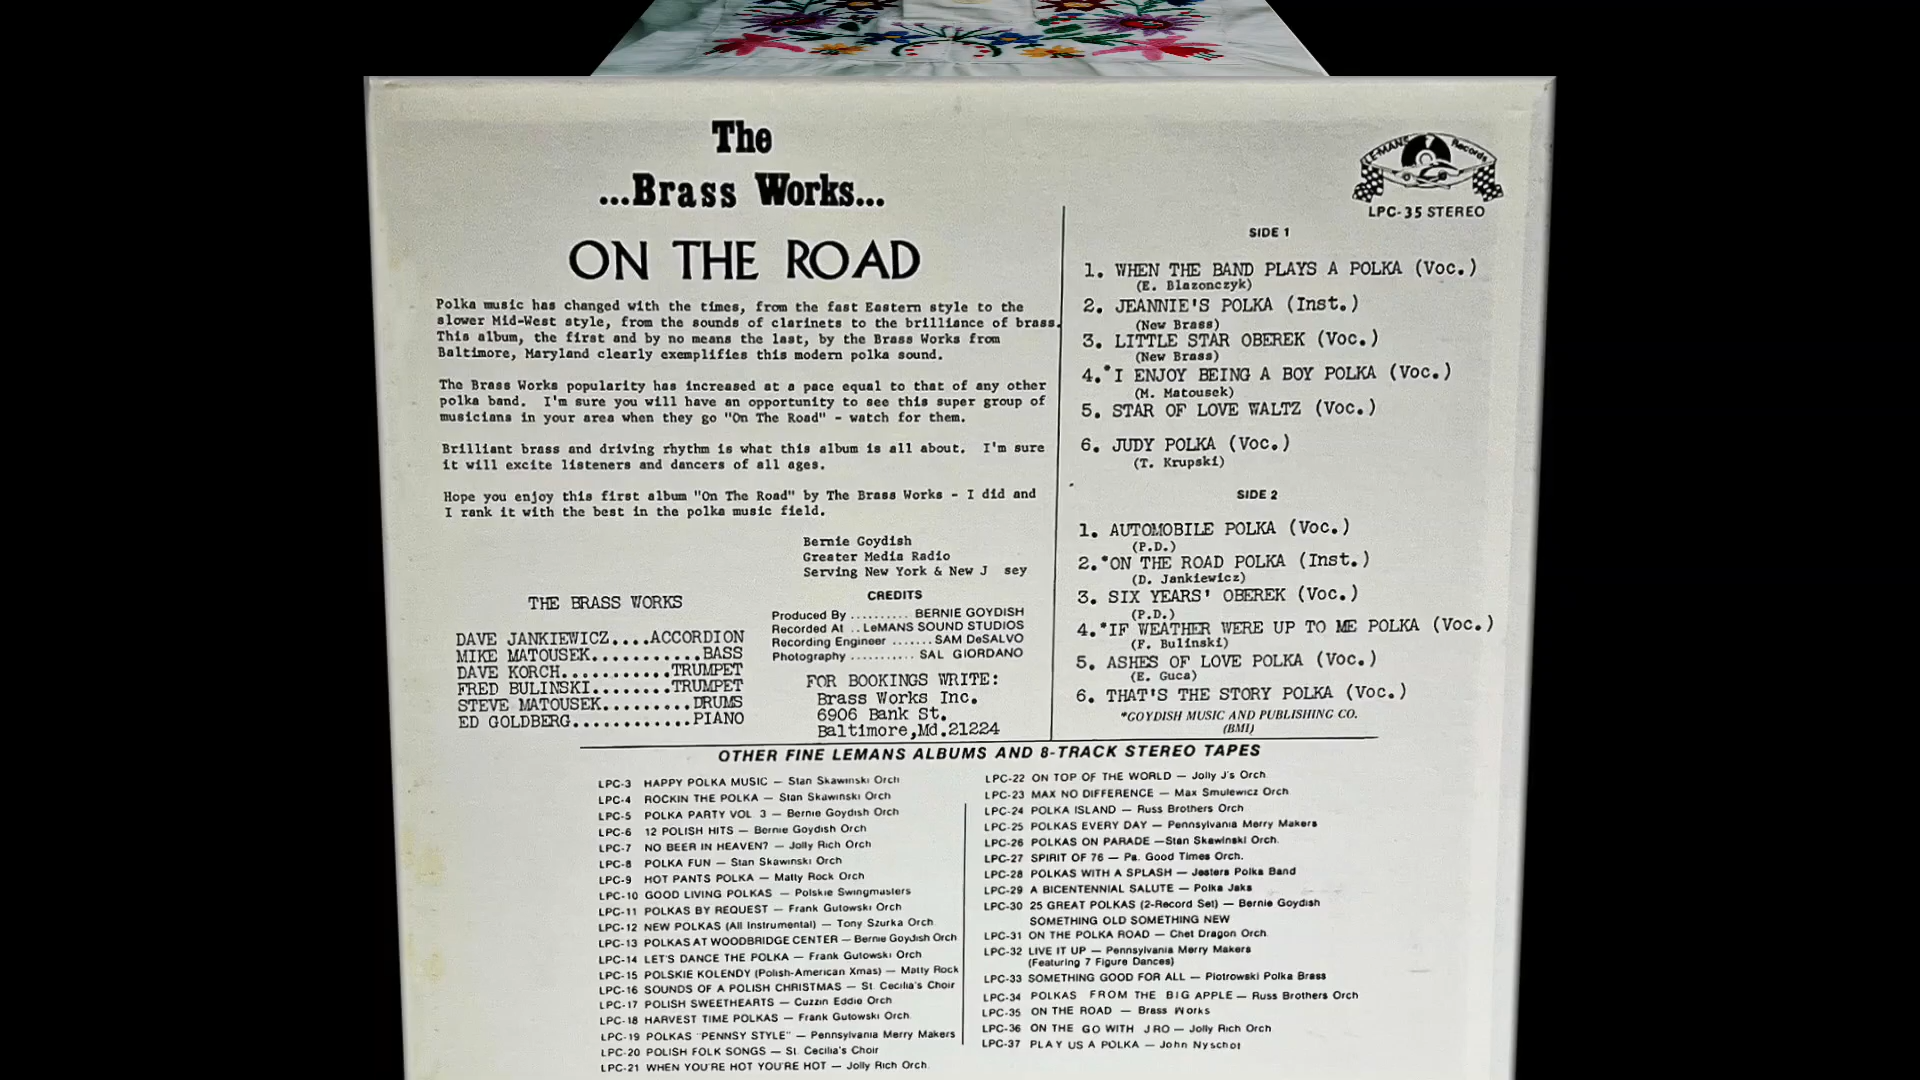 The
...Brass Works...
ON THE ROAD
Polka music has changed with the times, from the fast Eastern style to the
slower Mid-West style, from the sounds of clarinets to the brilliance of brass.
This album, the first and by no means the last, by the Brass Works from
Baltimore, Maryland clearly exemplifies this modern polka sound.
The Brass Works popularity has increased at a pace equal to that of any other
polka band. I'm sure you will have an opportunity to see this super group of
musicians in your area when they go "On The Road" - watch for them.
Brilliant brass and driving rhythm is what this album is all about. I'm sure
it will excite listeners and dancers of all ages.
Hope you enjoy this first album "On The Road" by The Brass Works - I did and
I rank it with the best in the polka music field.
Bernie Goydish
Greater Media Radio
Serving New York & New J sey
THE BRASS WORKS
DAVE JANKIEWICZ....ACCORDION
MIKE MATOUSEK...........BASS
DAVE KORCH...........TRUMPET
FRED BULINSKI........TRUMPET
STEVE MATOUSEK.........DRUMS
ED GOLDBERG............PIANO
CREDITS
Produced By .......... BERNIE GOYDISH
Recorded At .. LeMANS SOUND STUDIOS
Recording Engineer ....... SAM DeSALVO
Photography .......... SAL GIORDANO
FOR BOOKINGS WRITE:
Brass Works Inc.
6906 Bank St.
Baltimore,Md.21224
LE-MANS Records
LPC-35 STEREO
SIDE 1
1. WHEN THE BAND PLAYS A POLKA (Voc.)
(E. Blazonczyk)
2. JEANNIE'S POLKA (Inst.)
(New Brass)
3. LITTLE STAR OBEREK (Voc.)
(New Brass)
4.*I ENJOY BEING A BOY POLKA (Voc.)
(M. Matousek)
5. STAR OF LOVE WALTZ (Voc.)
6. JUDY POLKA (Voc.)
(T. Krupski)
SIDE 2
1. AUTOMOBILE POLKA (Voc.)
(P.D.)
2.*ON THE ROAD POLKA (Inst.)
(D. Jankiewicz)
3. SIX YEARS' OBEREK (Voc.)
(P.D.)
4.*IF WEATHER WERE UP TO ME POLKA (Voc.)
(F. Bulinski)
5. ASHES OF LOVE POLKA (Voc.)
(E. Guca)
6. THAT'S THE STORY POLKA (Voc.)
*GOYDISH MUSIC AND PUBLISHING CO.
(BMI)
OTHER FINE LEMANS ALBUMS AND 8-TRACK STEREO TAPES
LPC-3 HAPPY POLKA MUSIC — Stan Skawinski Orch
LPC-4 ROCKIN THE POLKA — Stan Skawinski Orch
LPC-5 POLKA PARTY VOL 3 — Bernie Goydish Orch
LPC-6 12 POLISH HITS — Bernie Goydish Orch
LPC-7 NO BEER IN HEAVEN? — Jolly Rich Orch
LPC-8 POLKA FUN — Stan Skawinski Orch
LPC-9 HOT PANTS POLKA — Matty Rock Orch
LPC-10 GOOD LIVING POLKAS — Polskie Swingmasters
LPC-11 POLKAS BY REQUEST — Frank Gutowski Orch
LPC-12 NEW POLKAS (All Instrumental) — Tony Szurka Orch
LPC-13 POLKAS AT WOODBRIDGE CENTER — Bernie Goydish Orch
LPC-14 LET'S DANCE THE POLKA — Frank Gutowski Orch
LPC-15 POLSKIE KOLENDY (Polish-American Xmas) — Matty Rock
LPC-16 SOUNDS OF A POLISH CHRISTMAS — St. Cecilia's Choir
LPC-17 POLISH SWEETHEARTS — Cuzzin Eddie Orch
LPC-18 HARVEST TIME POLKAS — Frank Gutowski Orch
LPC-19 POLKAS "PENNSY STYLE" — Pennsylvania Merry Makers
LPC-20 POLISH FOLK SONGS — St. Cecilia's Choir
LPC-21 WHEN YOU'RE HOT YOU'RE HOT — Jolly Rich Orch
LPC-22 ON TOP OF THE WORLD — Jolly J's Orch
LPC-23 MAX NO DIFFERENCE — Max Smulewicz Orch
LPC-24 POLKA ISLAND — Russ Brothers Orch
LPC-25 POLKAS EVERY DAY — Pennsylvania Merry Makers
LPC-26 POLKAS ON PARADE —Stan Skawinski Orch.
LPC-27 SPIRIT OF 76 — Pa. Good Times Orch.
LPC-28 POLKAS WITH A SPLASH — Jesters Polka Band
LPC-29 A BICENTENNIAL SALUTE — Polka Jaks
LPC-30 25 GREAT POLKAS (2-Record Set) — Bernie Goydish
SOMETHING OLD SOMETHING NEW
LPC-31 ON THE POLKA ROAD — Chet Dragon Orch
LPC-32 LIVE IT UP — Pennsylvania Merry Makers
(Featuring 7 Figure Dances)
LPC-33 SOMETHING GOOD FOR ALL — Piotrowski Polka Brass
LPC-34 POLKAS FROM THE BIG APPLE — Russ Brothers Orch
LPC-35 ON THE ROAD — Brass Works
LPC-36 ON THE GO WITH JRO — Jolly Rich Orch
LPC-37 PLAY US A POLKA — John Nyschot